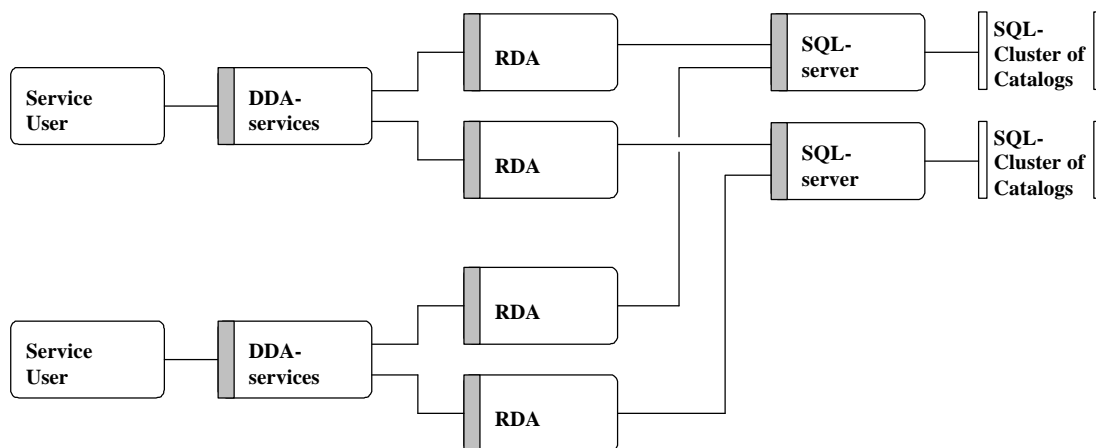 RDA
SQL-
server
SQL-
Cluster of
Catalogs
Service
User
DDA-
services
RDA
SQL-
server
SQL-
Cluster of
Catalogs
RDA
Service
User
DDA-
services
RDA